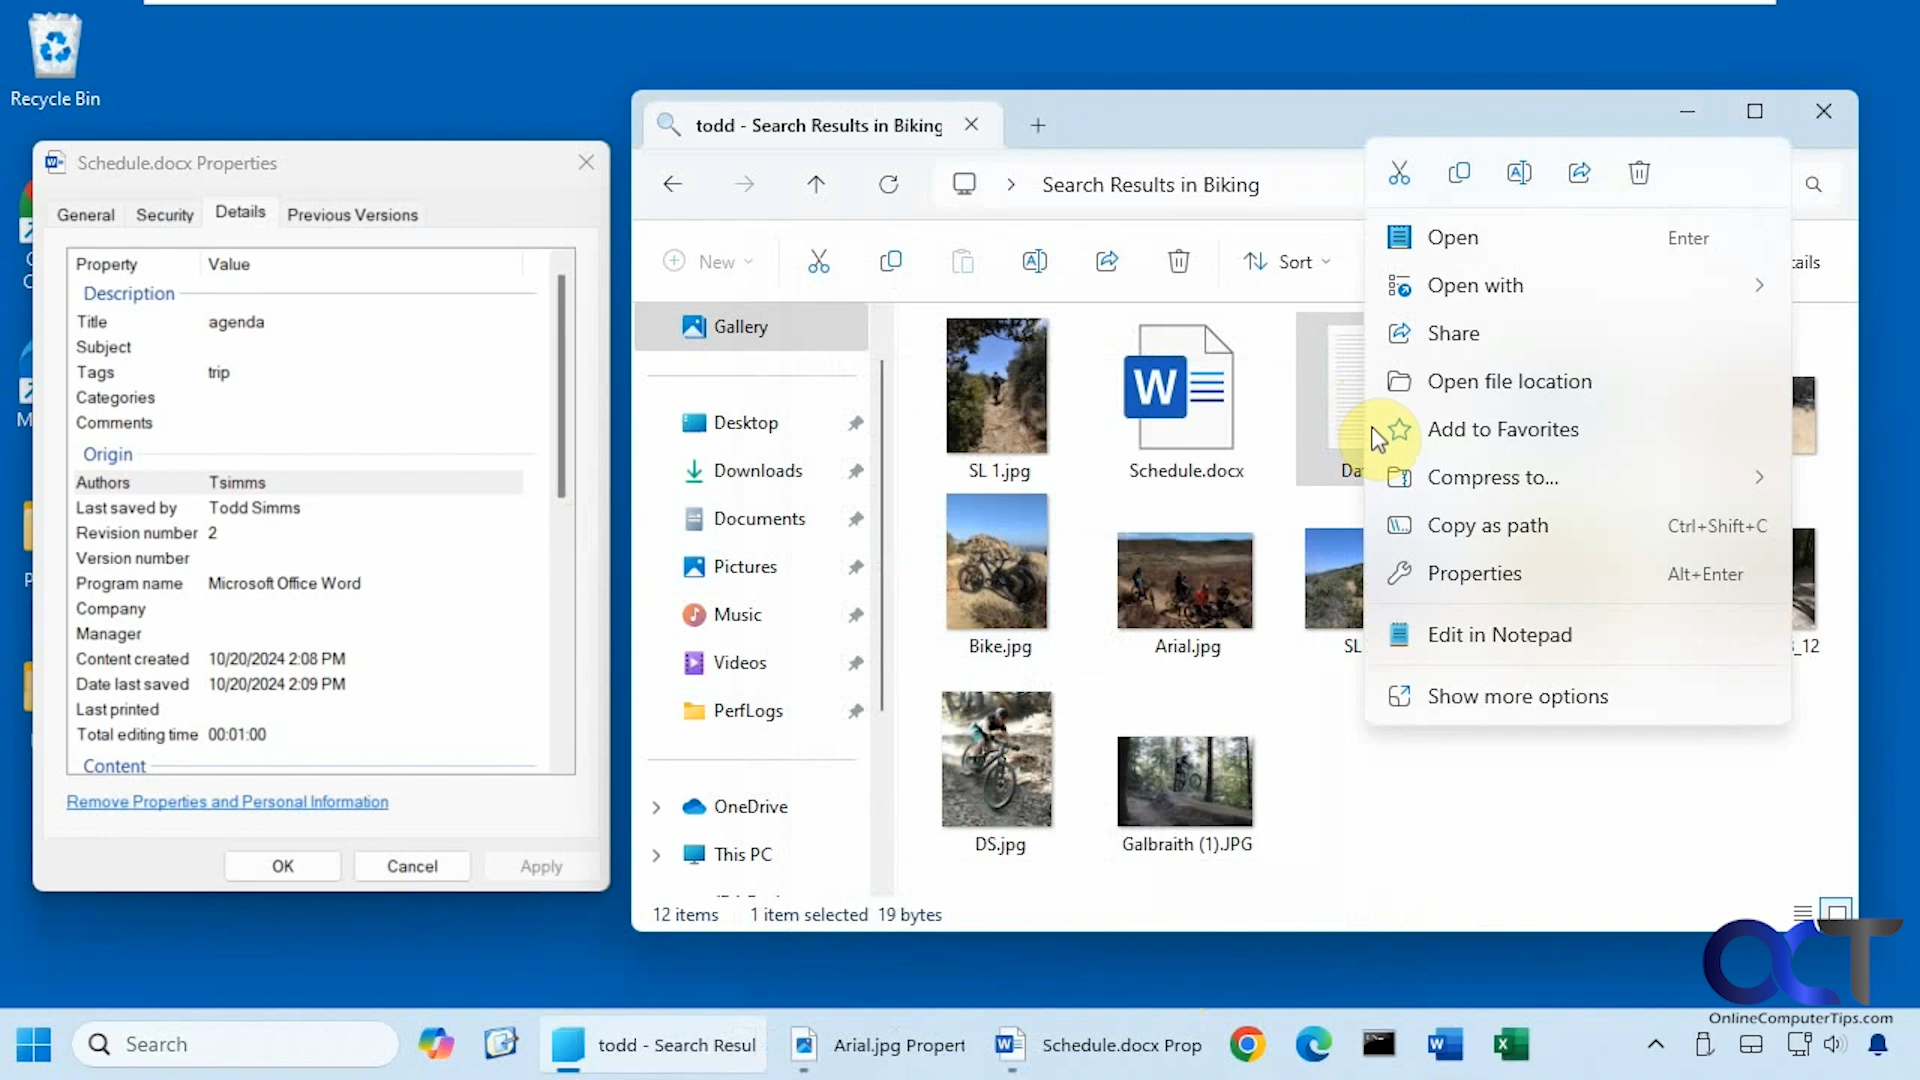 Recycle Bin
Schedule.docx Properties
General
Security
Details
Previous Versions
Property
Value
Description
Title
agenda
Subject
Tags
trip
Categories
Comments
Origin
Authors
Tsimms
Last saved by
Todd Simms
Revision number
2
Version number
Program name
Microsoft Office Word
Company
Manager
Content created
10/20/2024 2:08 PM
Date last saved
10/20/2024 2:09 PM
Last printed
Total editing time
00:01:00
Content
Remove Properties and Personal Information
OK
Cancel
Apply
todd - Search Results in Biking
Search Results in Biking
New
Sort
ails
Gallery
Desktop
Downloads
Documents
Pictures
Music
Videos
PerfLogs
OneDrive
This PC
SL 1.jpg
Schedule.docx
Da
Bike.jpg
Arial.jpg
SL
_12
DS.jpg
Galbraith (1).JPG
12 items
1 item selected
19 bytes
Open
Enter
Open with
Share
Open file location
Add to Favorites
Compress to...
Copy as path
Ctrl+Shift+C
Properties
Alt+Enter
Edit in Notepad
Show more options
OCT
OnlineComputerTips.com
Search
todd - Search Resul
Arial.jpg Propert
Schedule.docx Prop